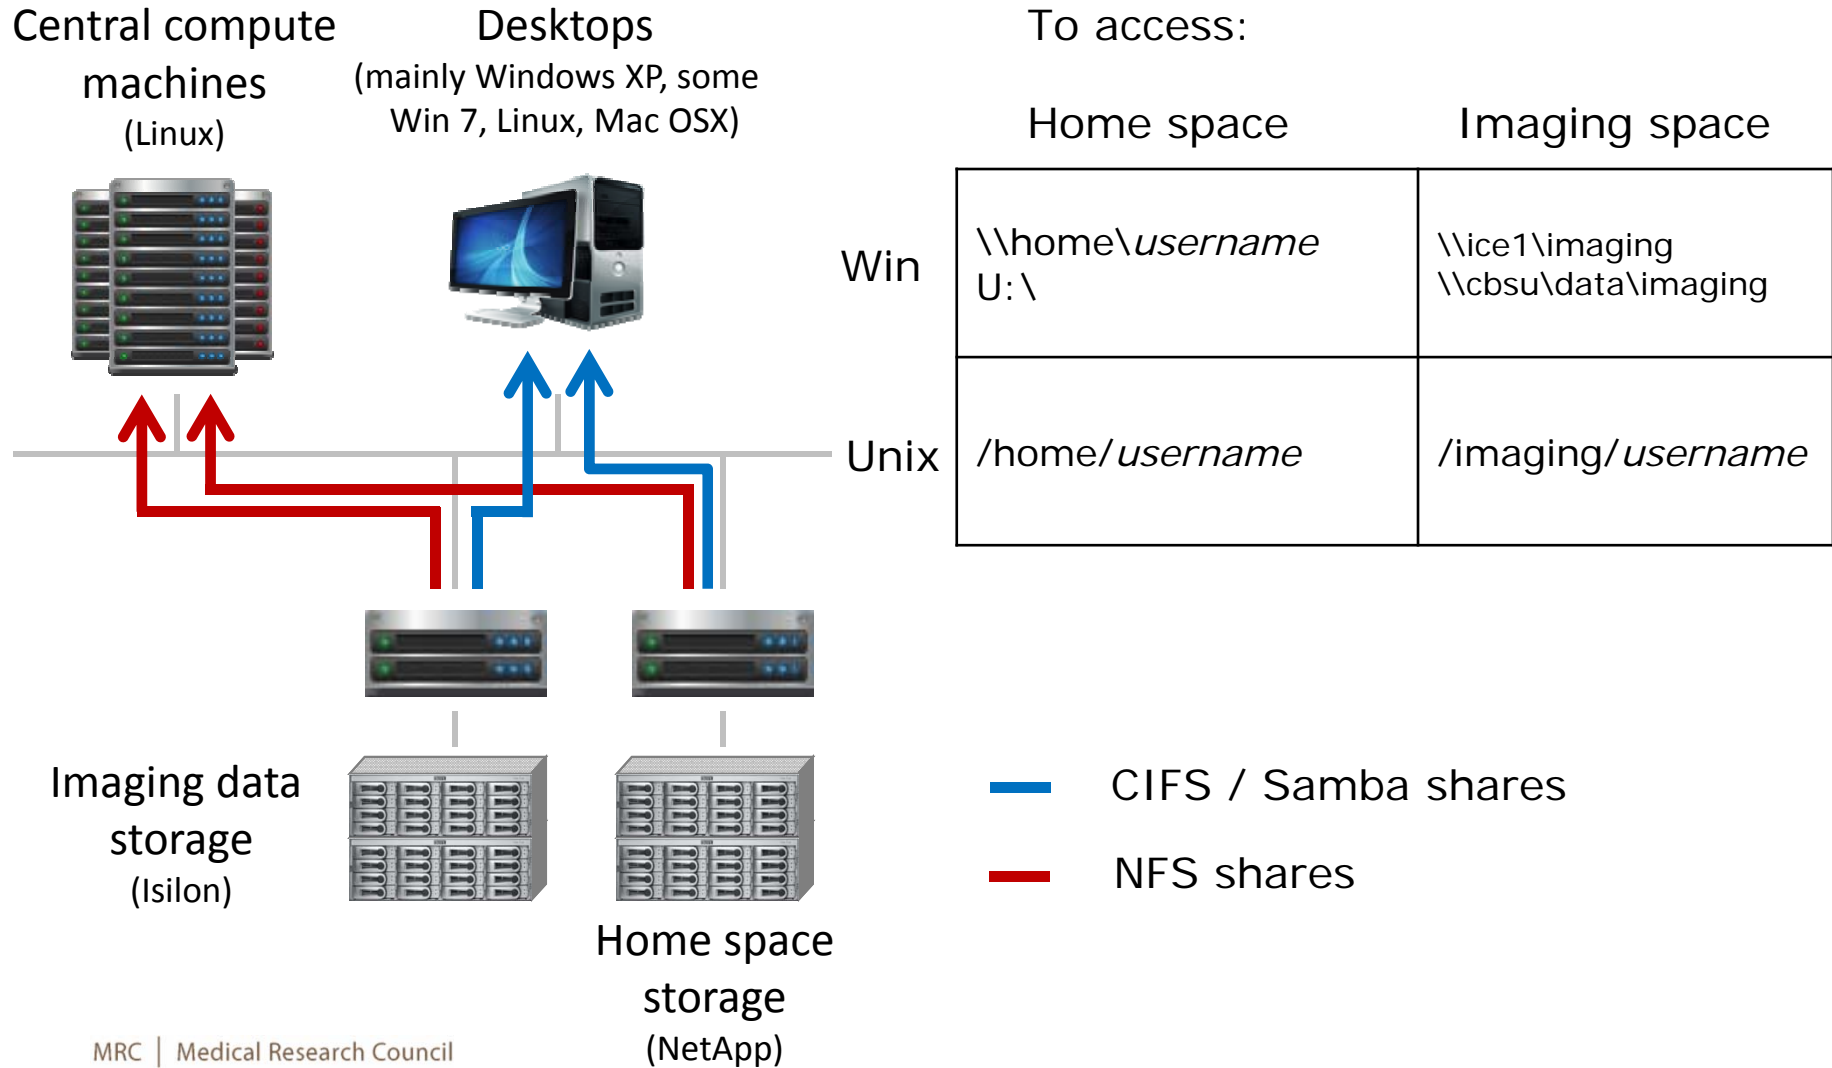 Central compute
machines
(Linux)
Desktops
(mainly Windows XP, some
Win 7, Linux, Mac OSX)
To access:
Home space
Imaging space
Win
\\home\username
U:\
\\ice1\imaging
\\cbsu\data\imaging
Unix
/home/username
/imaging/username
Imaging data
storage
(Isilon)
Home space
storage
(NetApp)
CIFS / Samba shares
NFS shares
MRC | Medical Research Council